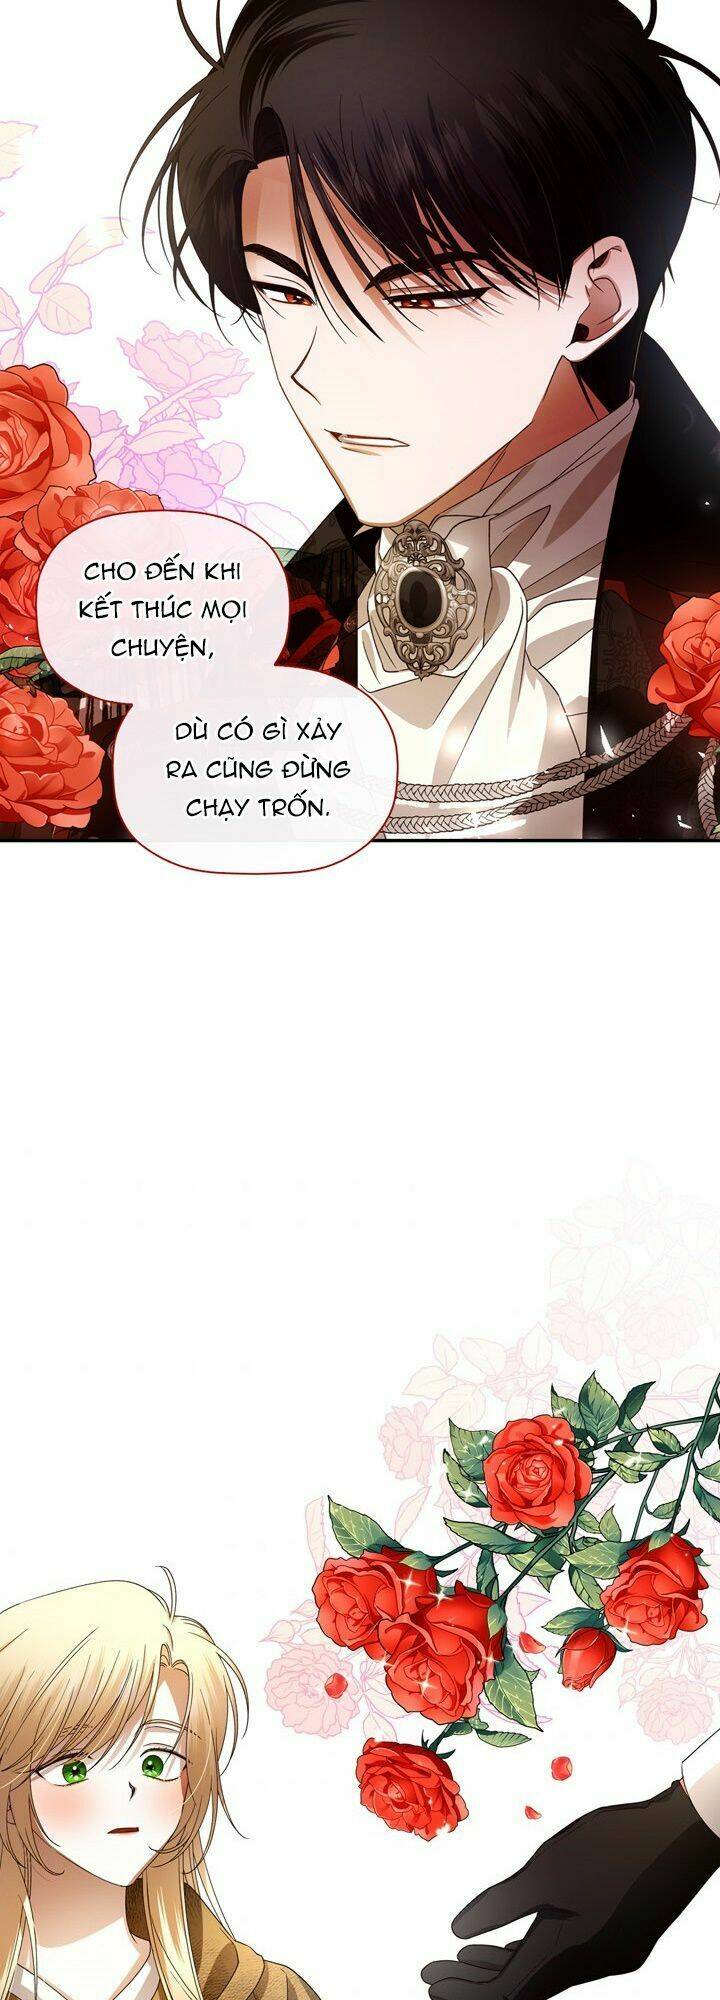 CHO ĐẾN KHI
KẾT THÚC MỌI
CHUYỆN,
DÙ CÓ GÌ XẢY
RA CŨNG ĐỪNG
CHẠY TRỐN.